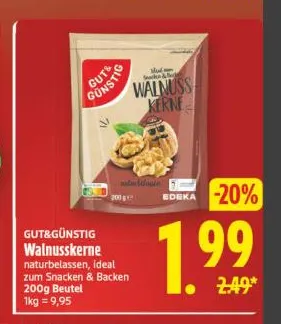 GUT&
GÜNSTIG
WALNUSS
KERNE
naturbelassen
200 g
EDEKA
-20%
GUT&GÜNSTIG
Walnusskerne
naturbelassen, ideal
zum Snacken & Backen
200g Beutel
1kg = 9,95
1.99
2.49*